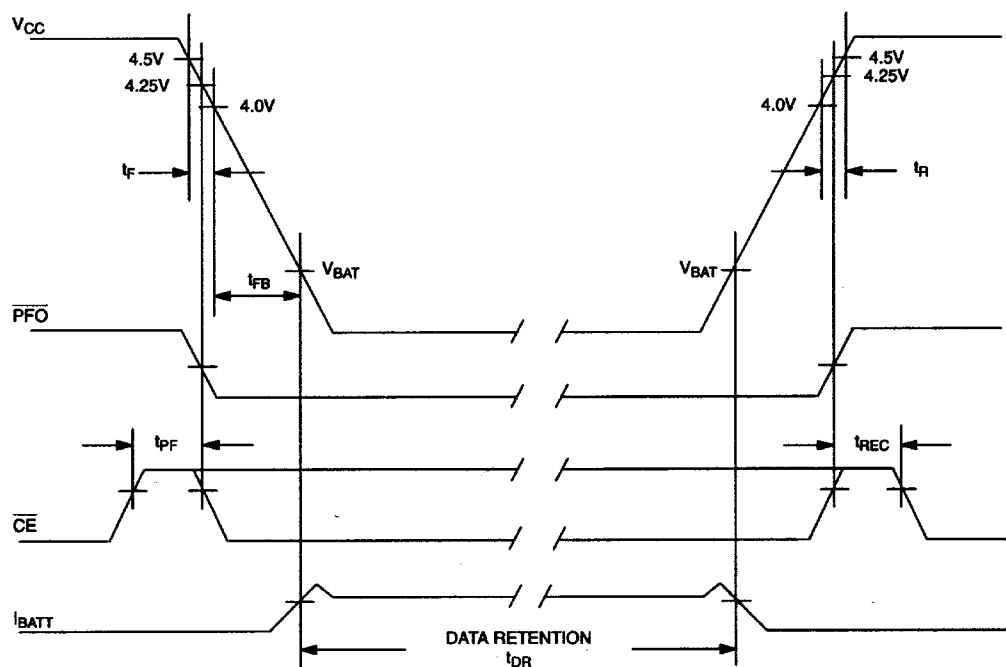 VCC
4.5V
4.25V
4.0V
4.5V
4.25V
4.0V
tF
tR
VBAT
VBAT
tFB
PFO
tPF
tREC
CE
IBATT
DATA RETENTION
tDR